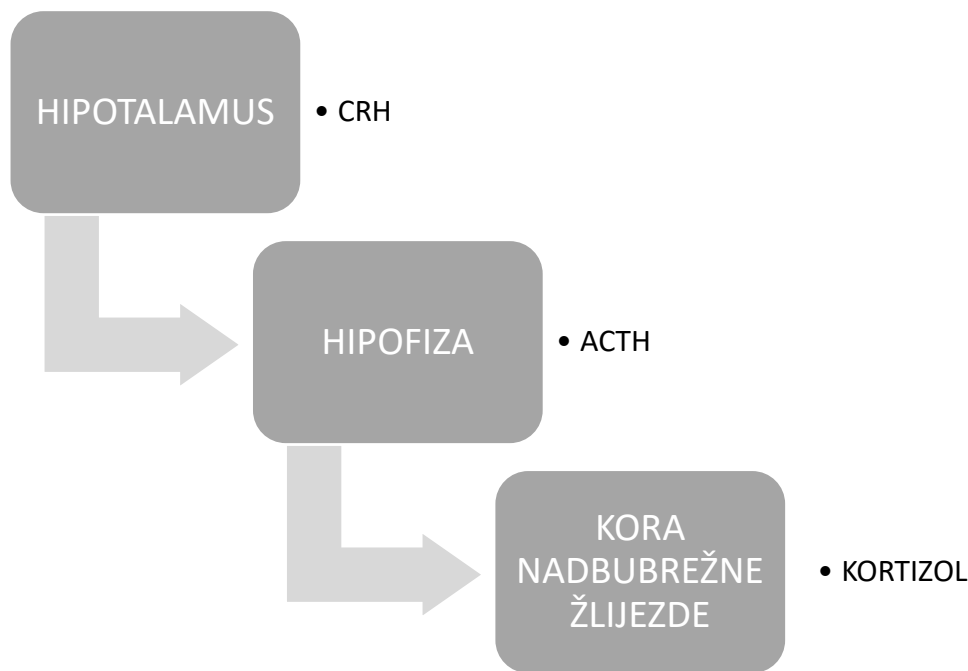 HIPOTALAMUS
• CRH
HIPOFIZA
• ACTH
KORA
NADBUBREŽNE
ŽLIJEZDE
• KORTIZOL